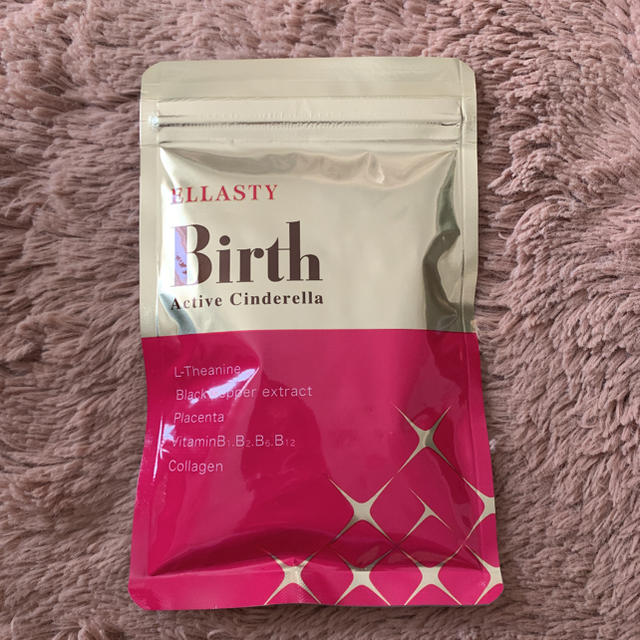 ELLASTY
Birth
Active Cinderella
L-Theanine
Black pepper extract
Placenta
VitaminB1.B2.B6.B12
Collagen